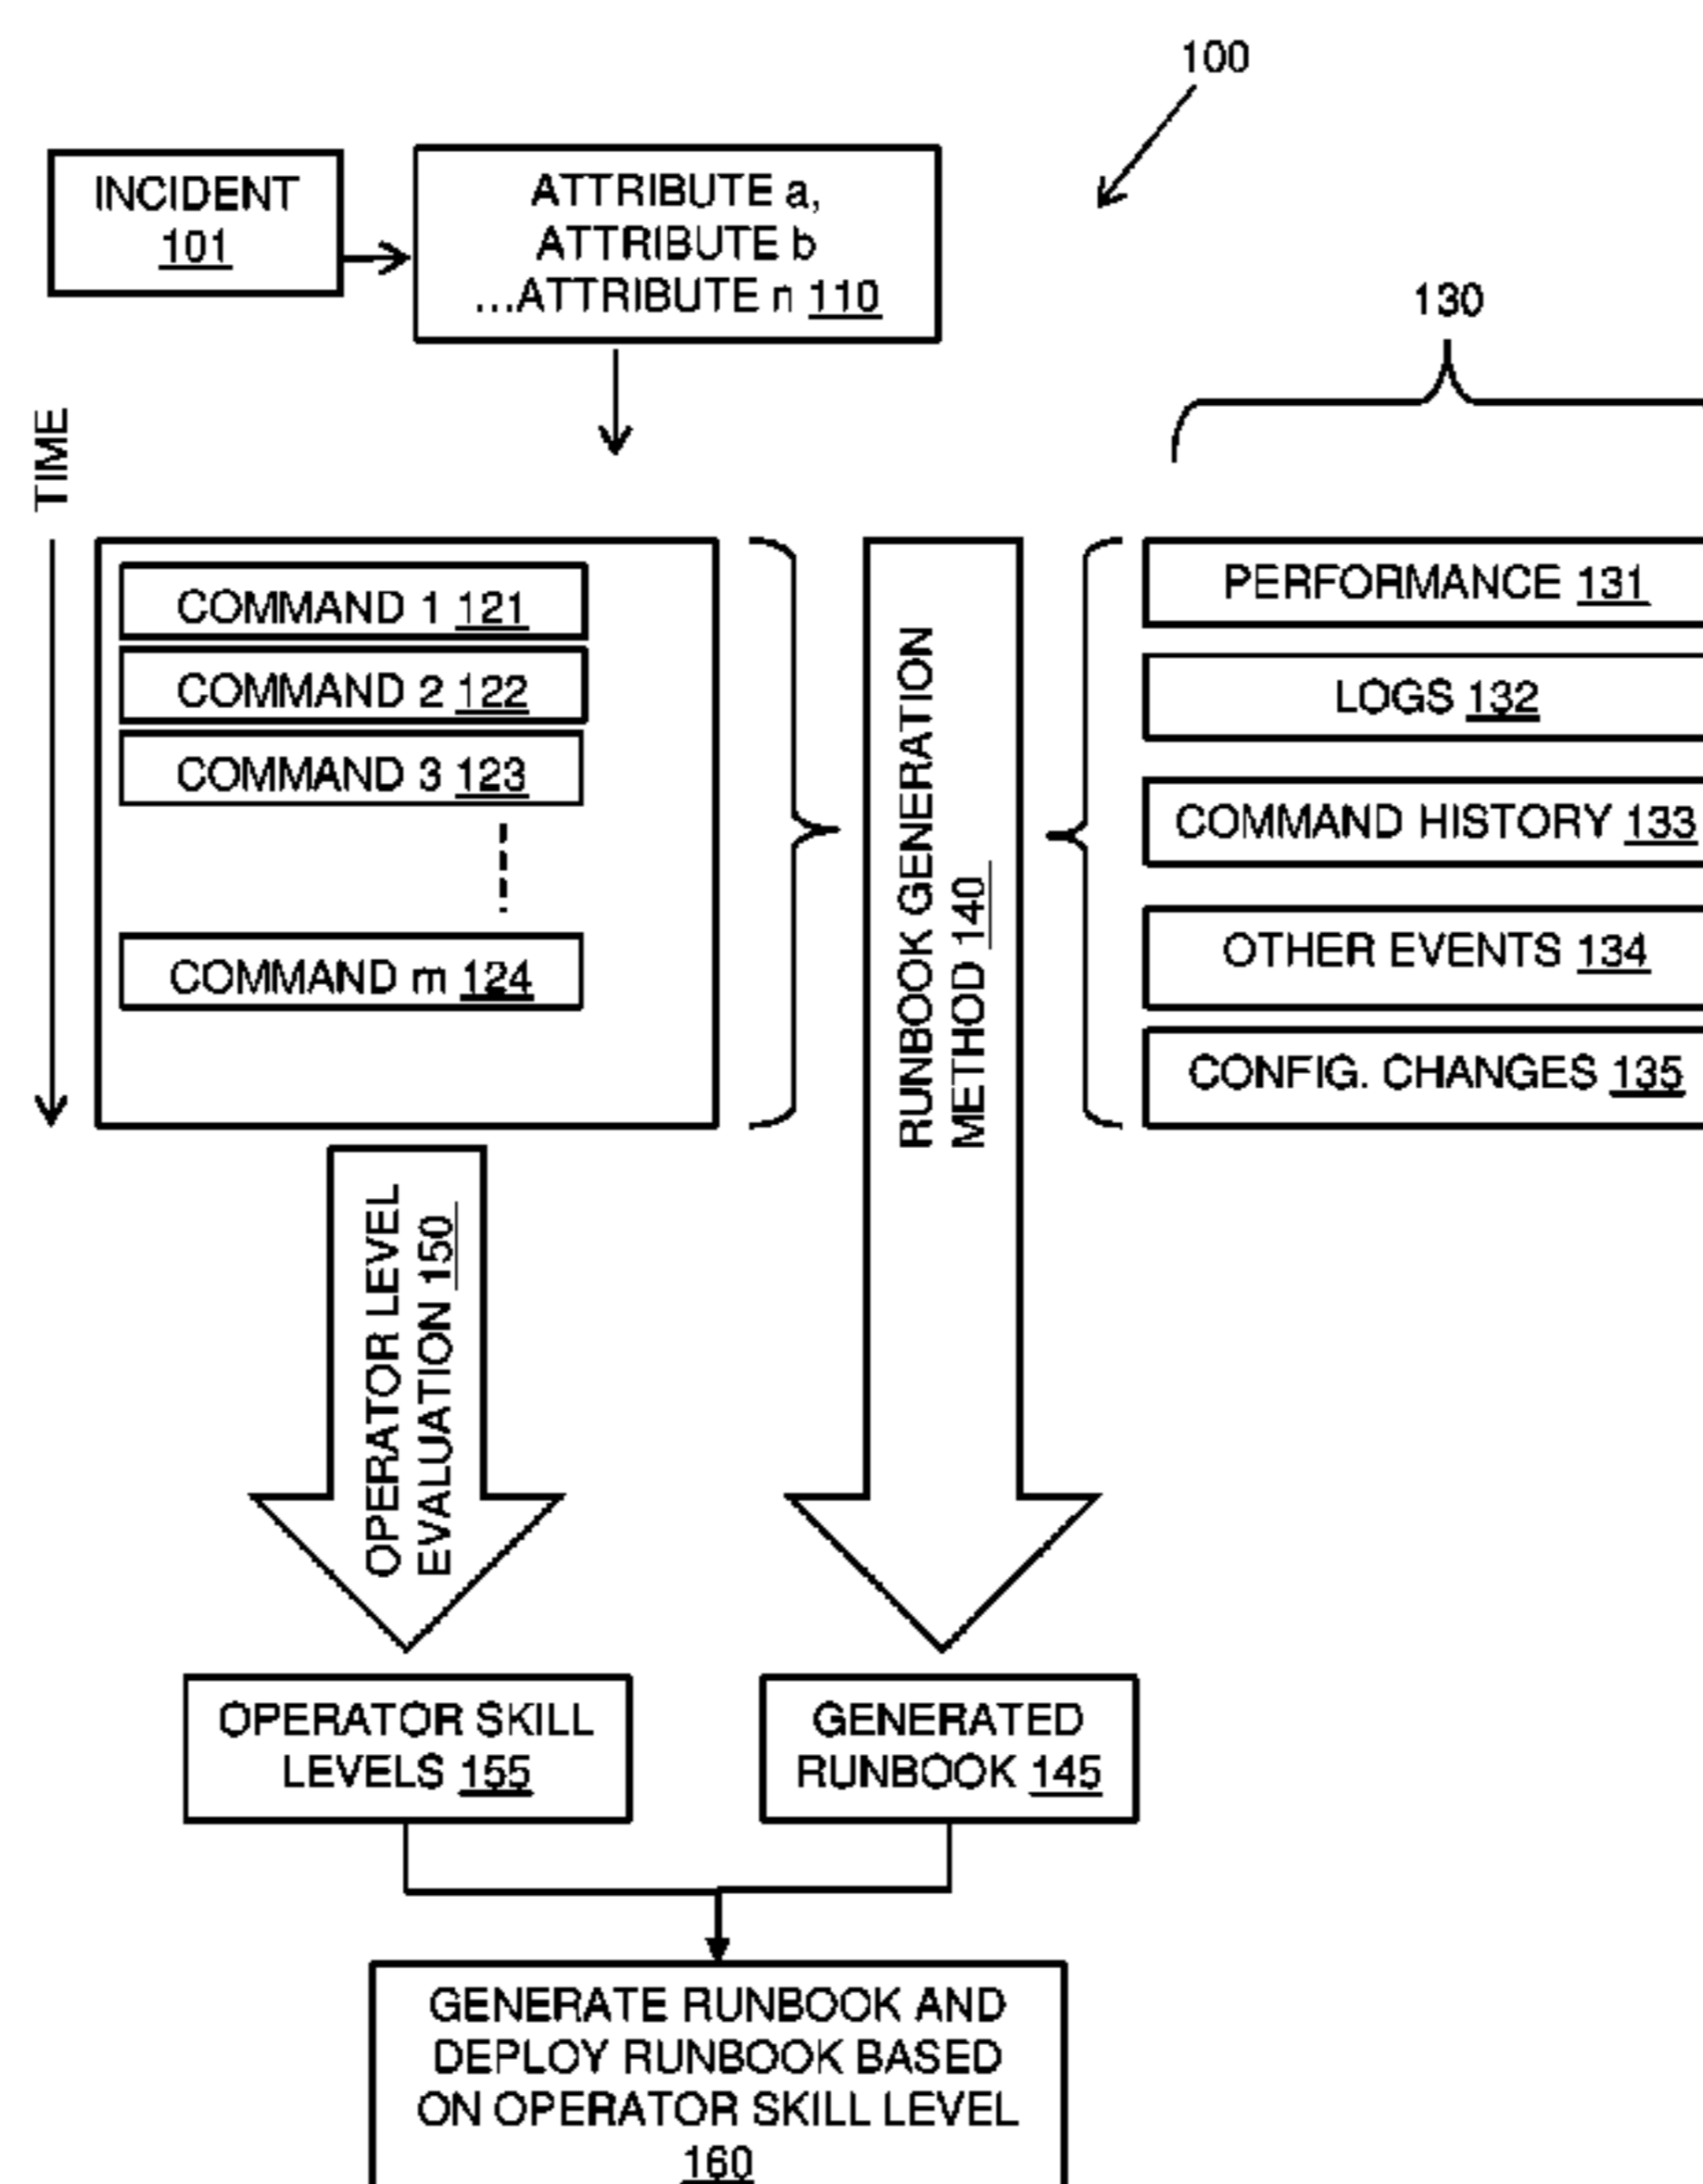 100
INCIDENT
101
ATTRIBUTE a,
ATTRIBUTE b
...ATTRIBUTE n 110
130
TIME
COMMAND 1 121
COMMAND 2 122
COMMAND 3 123
COMMAND m 124
RUNBOOK GENERATION
METHOD 140
PERFORMANCE 131
LOGS 132
COMMAND HISTORY 133
OTHER EVENTS 134
CONFIG. CHANGES 135
OPERATOR LEVEL
EVALUATION 150
OPERATOR SKILL
LEVELS 155
GENERATED
RUNBOOK 145
GENERATE RUNBOOK AND
DEPLOY RUNBOOK BASED
ON OPERATOR SKILL LEVEL
160